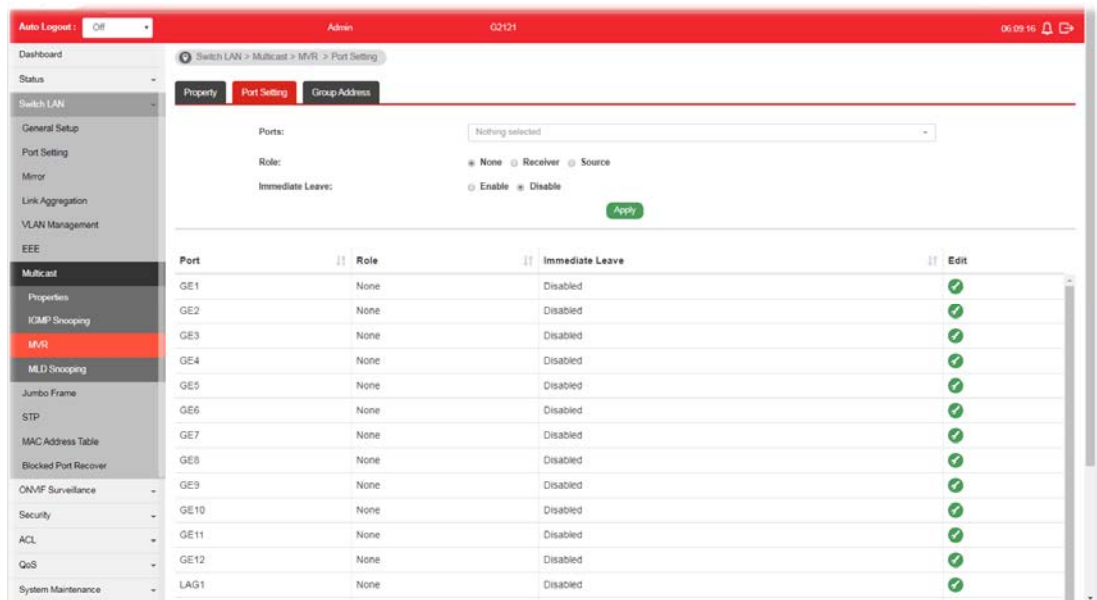 Auto Logout : Off Admin G2121 06:09:16
Dashboard
Status
Switch LAN
General Setup
Port Setting
Mirror
Link Aggregation
VLAN Management
EEE
Multicast
Properties
IGMP Snooping
MVR
MLD Snooping
Jumbo Frame
STP
MAC Address Table
Blocked Port Recover
ONVIF Surveillance
Security
ACL
QoS
System Maintenance
Switch LAN > Multicast > MVR > Port Setting
Property Port Setting Group Address
Ports: Nothing selected
Role: None Receiver Source
Immediate Leave: Enable Disable
Apply
Port Role Immediate Leave Edit
GE1 None Disabled
GE2 None Disabled
GE3 None Disabled
GE4 None Disabled
GE5 None Disabled
GE6 None Disabled
GE7 None Disabled
GE8 None Disabled
GE9 None Disabled
GE10 None Disabled
GE11 None Disabled
GE12 None Disabled
LAG1 None Disabled